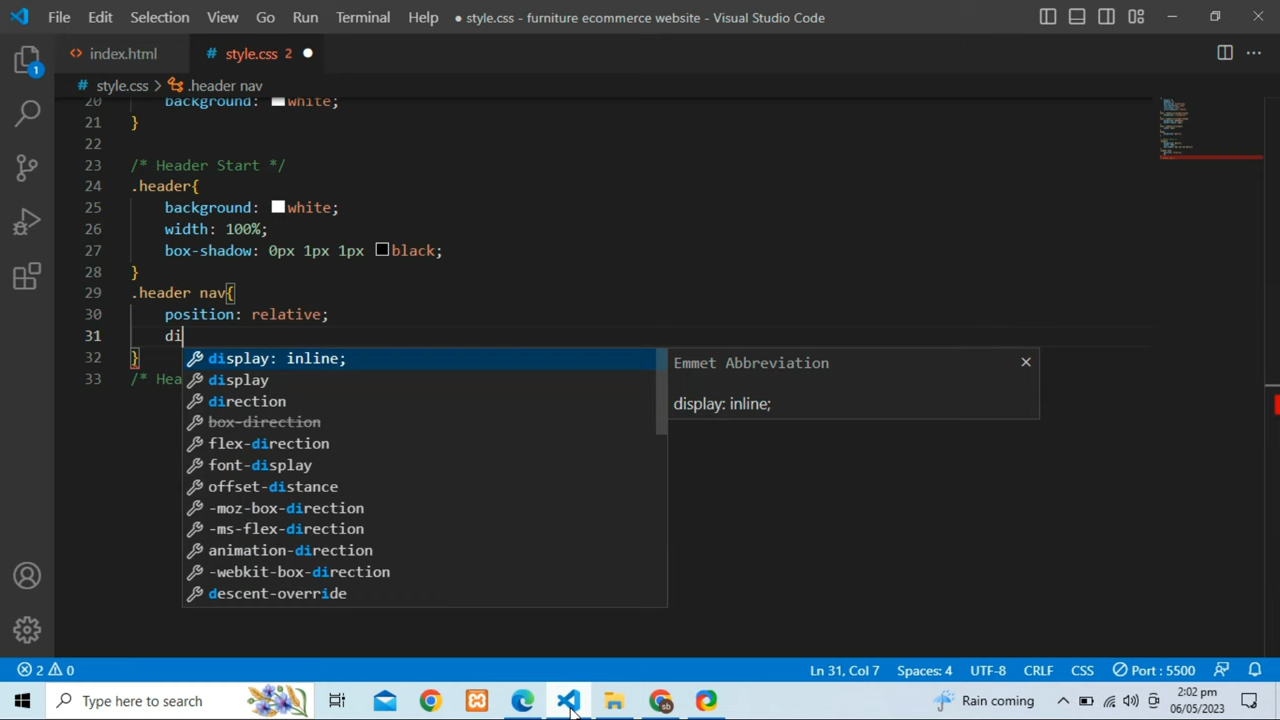 File Edit Selection View Go Run Terminal Help ● style.css - furniture ecommerce website - Visual Studio Code
index.html # style.css 2
# style.css > .header nav
20 background: white;
21 }
22
23 /* Header Start */
24 .header{
25 background: white;
26 width: 100%;
27 box-shadow: 0px 1px 1px black;
28 }
29 .header nav{
30 position: relative;
31 di
32 }
33 /* Hea
display: inline;
display
direction
box-direction
flex-direction
font-display
offset-distance
-moz-box-direction
-ms-flex-direction
animation-direction
-webkit-box-direction
descent-override
Emmet Abbreviation
display: inline;
1
2 0 Ln 31, Col 7 Spaces: 4 UTF-8 CRLF CSS Port : 5500
Type here to search Rain coming 2:02 pm
06/05/2023